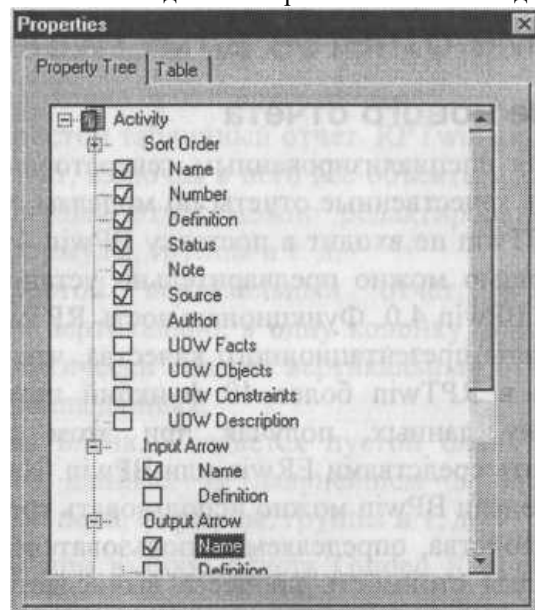 Properties
Property Tree
Table
Activity
Sort Order
Name
Number
Definition
Status
Note
Source
Author
UOW Facts
UOW Objects
UOW Constraints
UOW Description
Input Arrow
Name
Definition
Output Arrow
Name
Definition